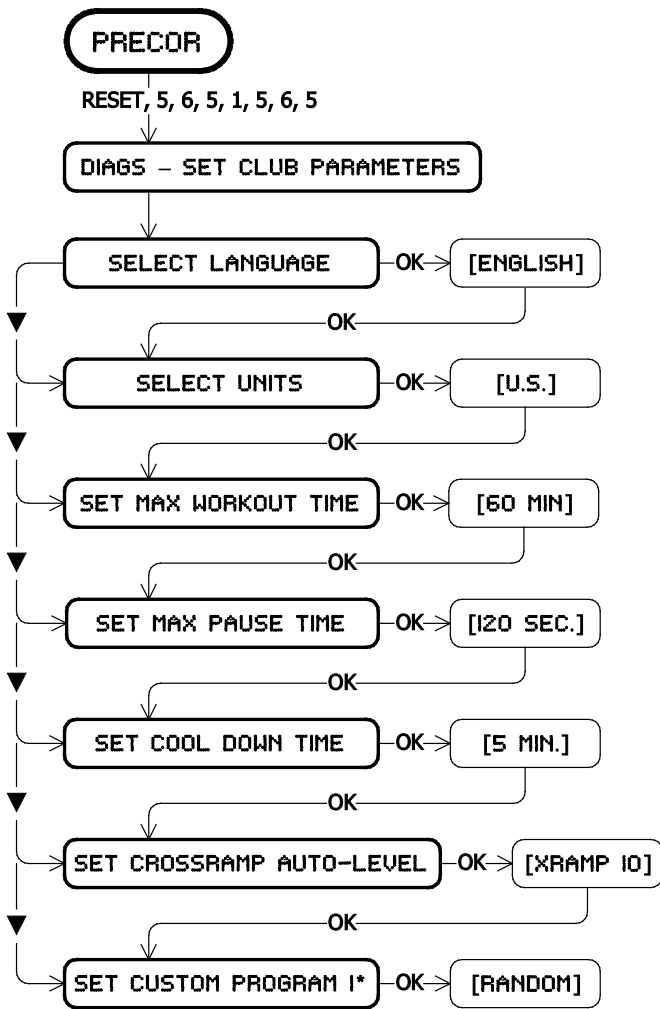 PRECOR
RESET, 5, 6, 5, 1, 5, 6, 5
DIAGS – SET CLUB PARAMETERS
SELECT LANGUAGE OK [ENGLISH]
OK
SELECT UNITS OK [U.S.]
OK
SET MAX WORKOUT TIME OK [60 MIN]
OK
SET MAX PAUSE TIME OK [120 SEC.]
OK
SET COOL DOWN TIME OK [5 MIN.]
OK
SET CROSSRAMP AUTO-LEVEL OK [XRAMP 10]
OK
SET CUSTOM PROGRAM 1* OK [RANDOM]